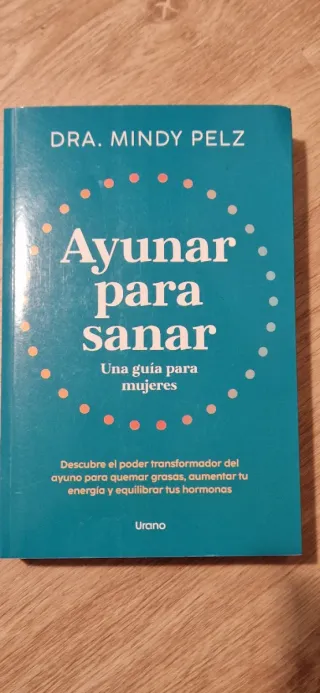 DRA. MINDY PELZ
Ayunar
para
sanar
Una guía para
mujeres
Descubre el poder transformador del
ayuno para quemar grasas, aumentar tu
energía y equilibrar tus hormonas
Urano